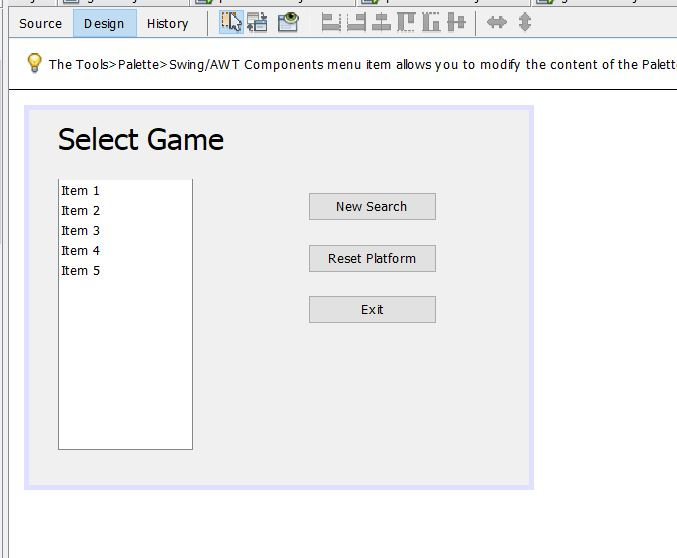 Source Design History
The Tools>Palette>Swing/AWT Components menu item allows you to modify the content of the
Select Game
Item 1
Item 2
Item 3
Item 4
Item 5
New Search
Reset Platform
Exit